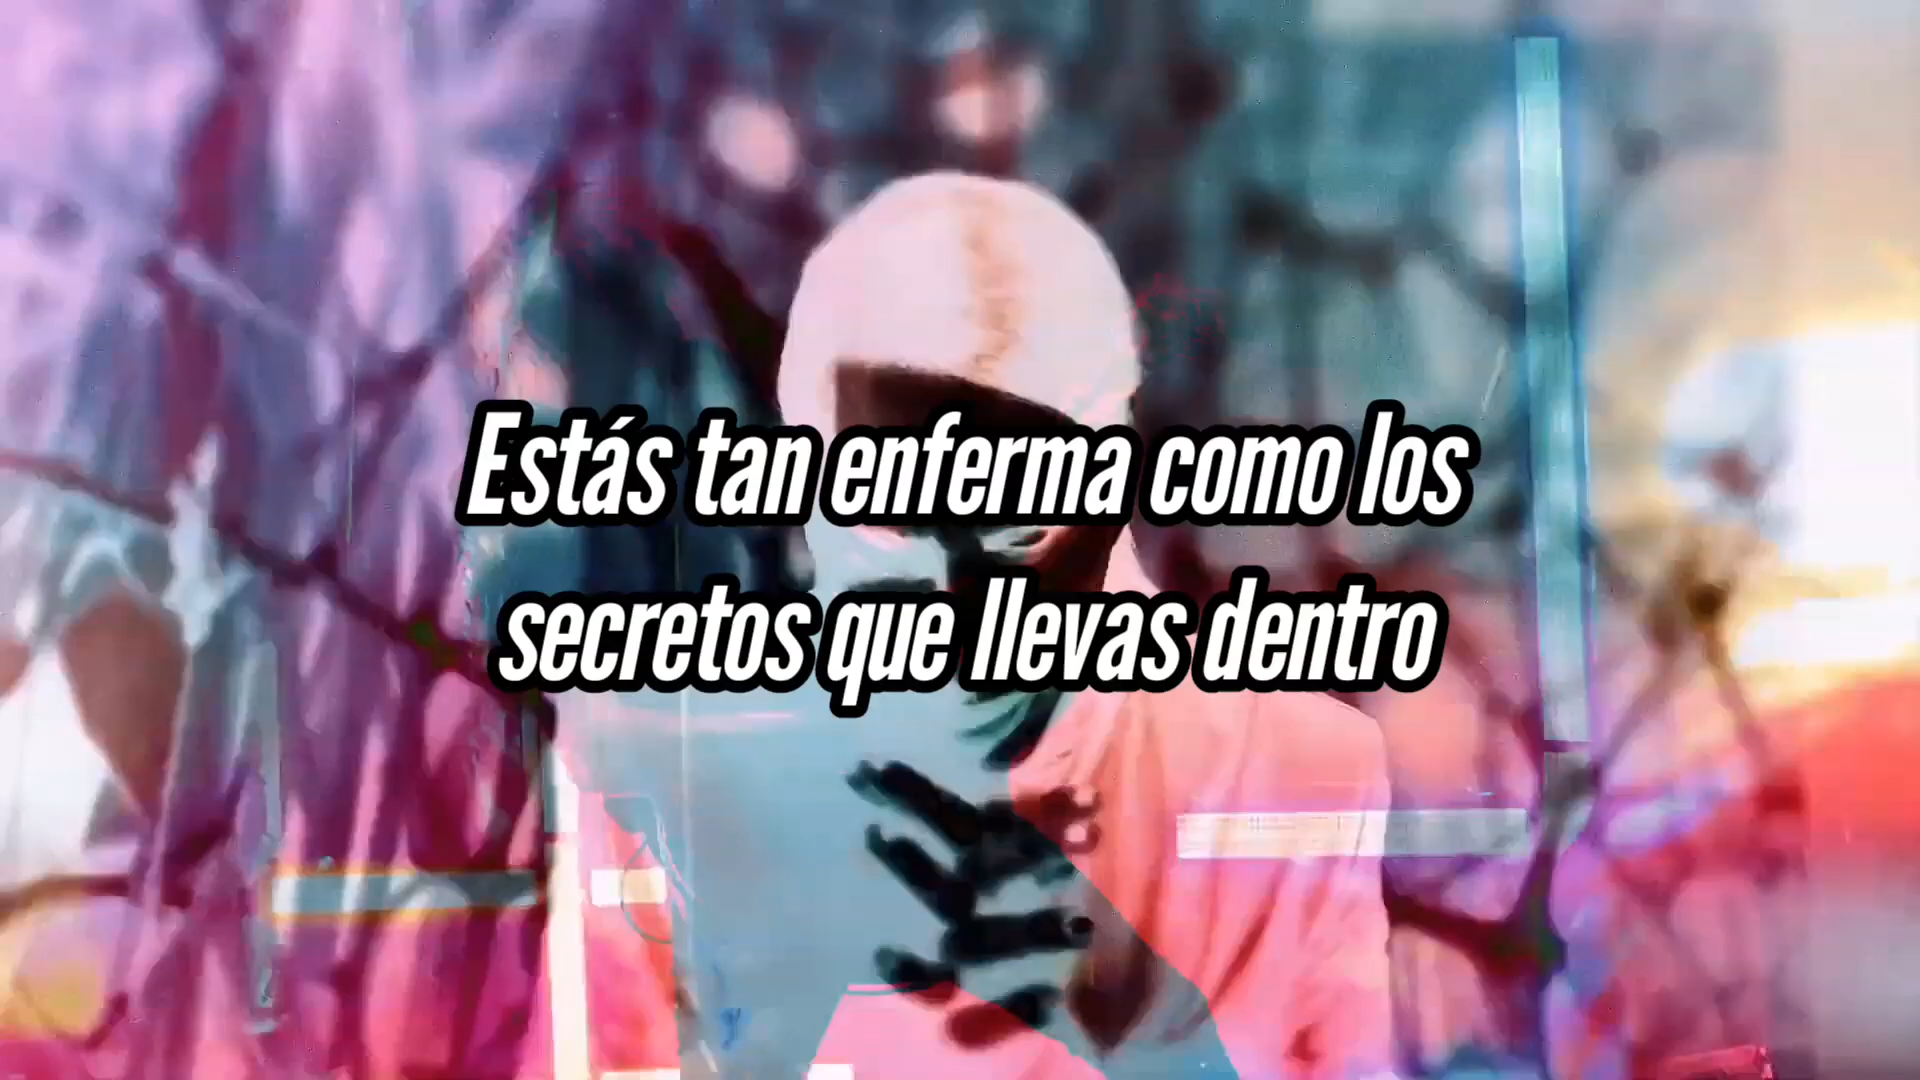 Estás tan enferma como los
secretos que llevas dentro